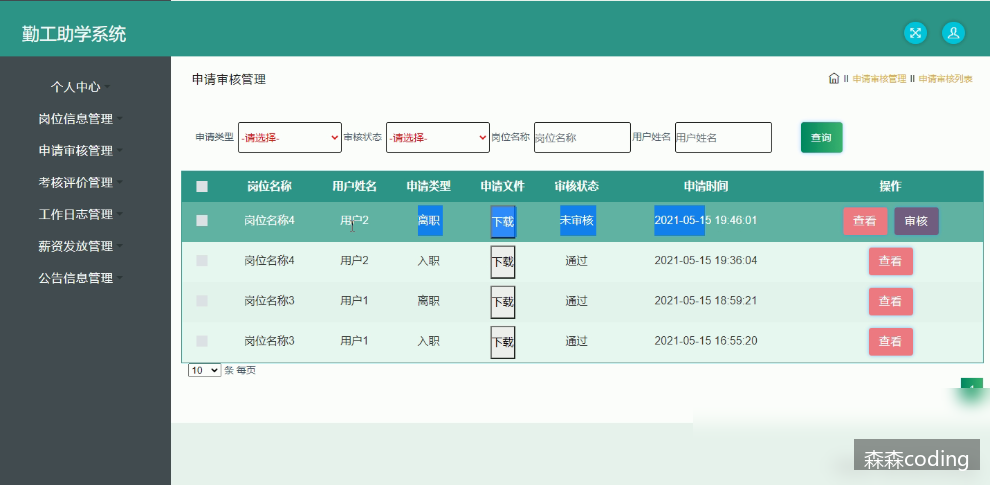 勤工助学系统
个人中心
岗位信息管理
申请审核管理
考核评价管理
工作日志管理
薪资发放管理
公告信息管理
申请审核管理
申请审核管理 申请审核列表
申请类型 -请选择- 审核状态 -请选择- 岗位名称 岗位名称 用户姓名 用户姓名 查询
岗位名称 用户姓名 申请类型 申请文件 审核状态 申请时间 操作
岗位名称4 用户2 离职 下载 未审核 2021-05-15 19:46:01 查看 审核
岗位名称4 用户2 入职 下载 通过 2021-05-15 19:36:04 查看
岗位名称3 用户1 离职 下载 通过 2021-05-15 18:59:21 查看
岗位名称3 用户1 入职 下载 通过 2021-05-15 16:55:20 查看
10 条 每页
森森coding